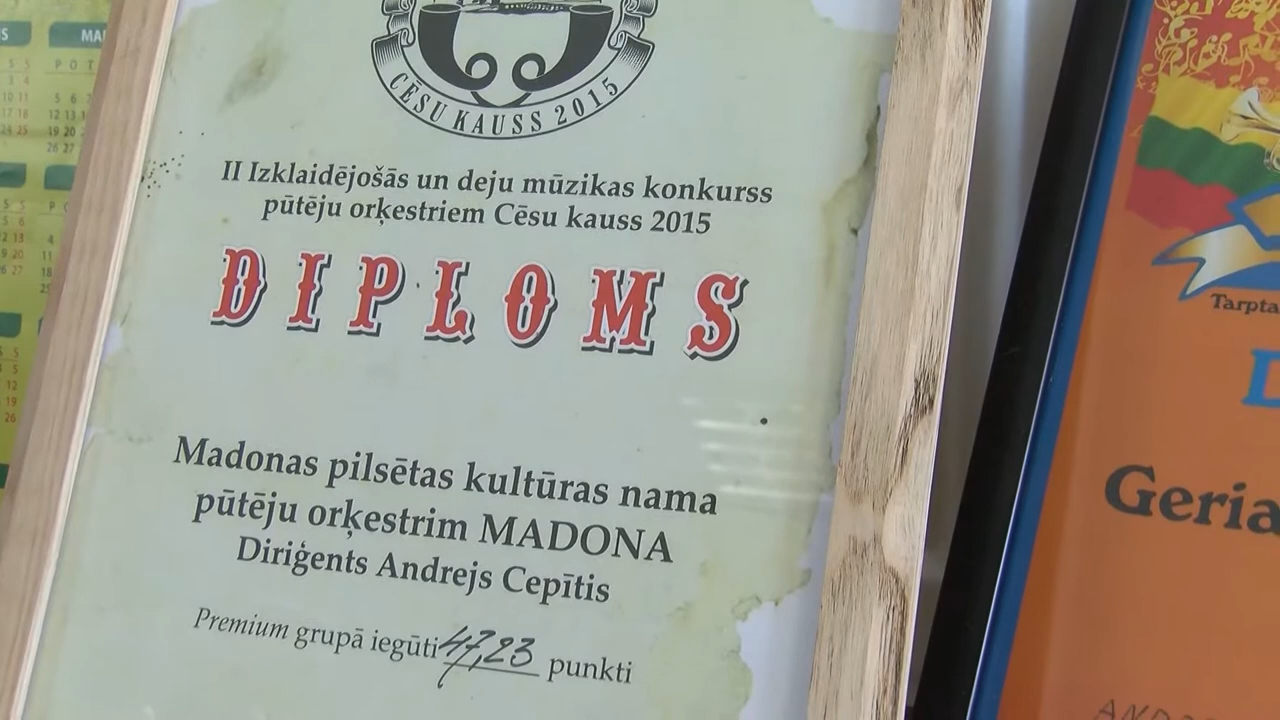 CĒSU KAUSS 2015
II Izklaidējošās un deju mūzikas konkurss
pūtēju orķestriem Cēsu kauss 2015
DIPLOMS
Madonas pilsētas kultūras nama
pūtēju orķestrim MADONA
Diriģents Andrejs Cepītis
Premium grupā iegūti 47,23 punkti
Tarpta
D
Geria